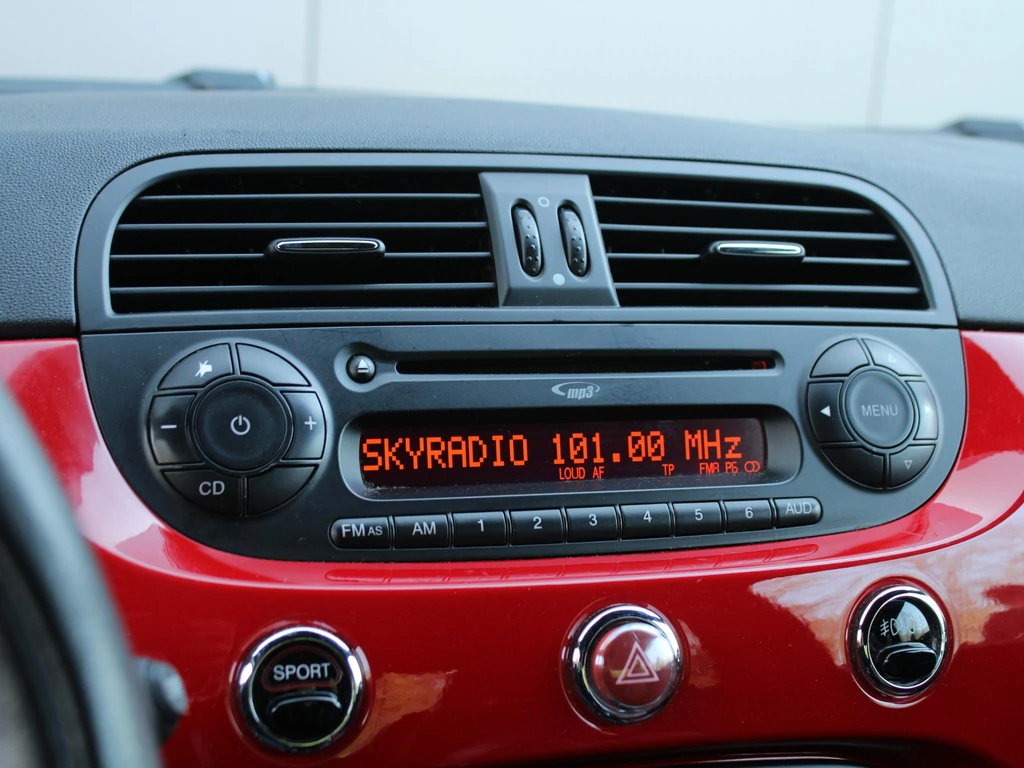 mp3
MENU
SKYRADIO 101.00 MHz
LOUD AF TP FMA P6 CD
CD
FM AS AM 1 2 3 4 5 6 AUD
SPORT